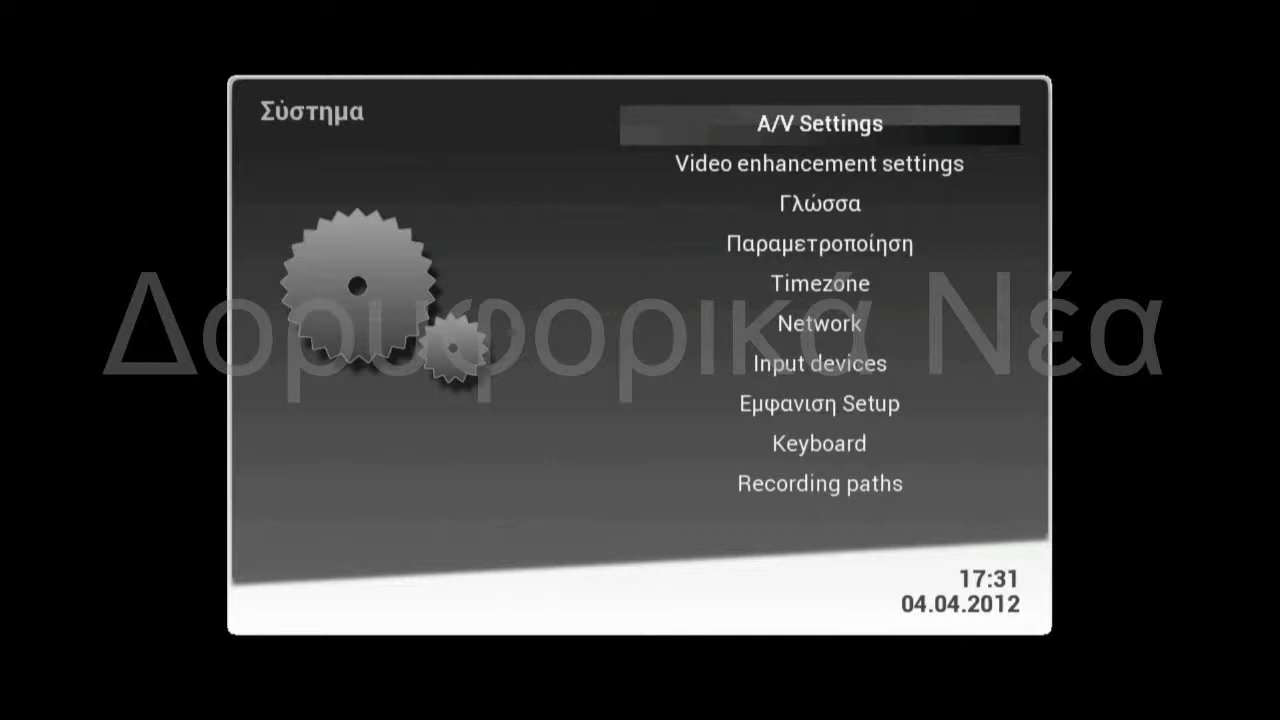 Σύστημα
A/V Settings
Video enhancement settings
Γλώσσα
Παραμετροποίηση
Timezone
Network
Input devices
Εμφανιση Setup
Keyboard
Recording paths
Δορυφορικά Νέα
17:31
04.04.2012